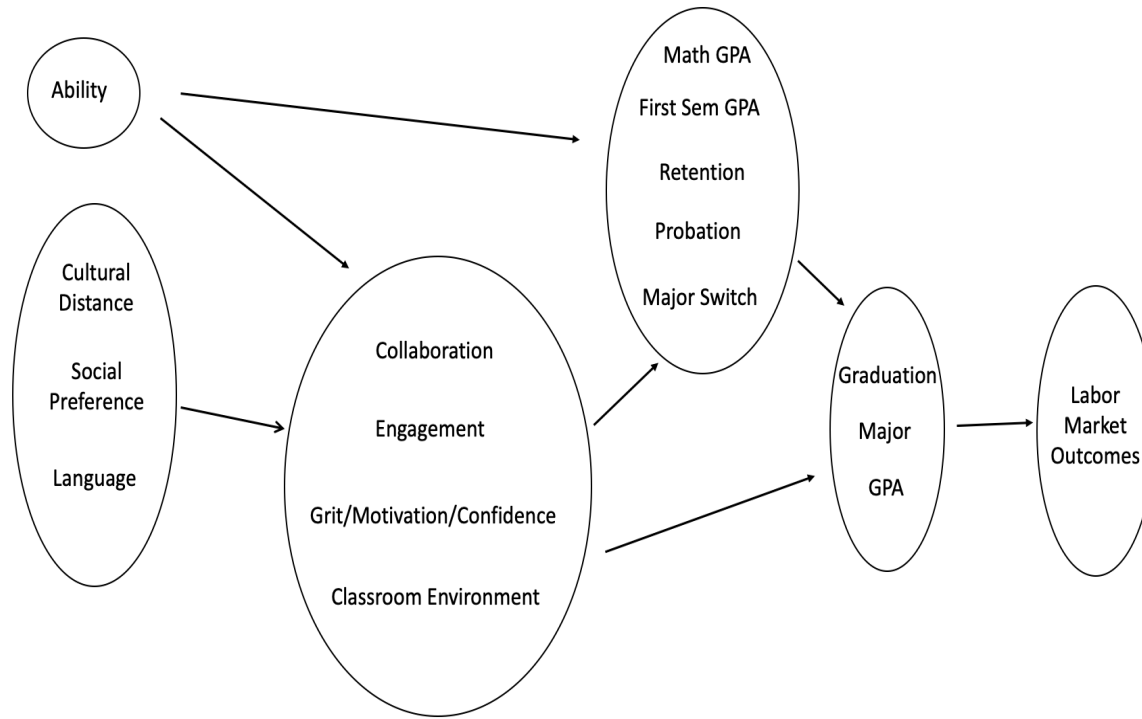 Ability
Cultural
Distance
Social
Preference
Language
Collaboration
Engagement
Grit/Motivation/Confidence
Classroom Environment
Math GPA
First Sem GPA
Retention
Probation
Major Switch
Graduation
Major
GPA
Labor
Market
Outcomes